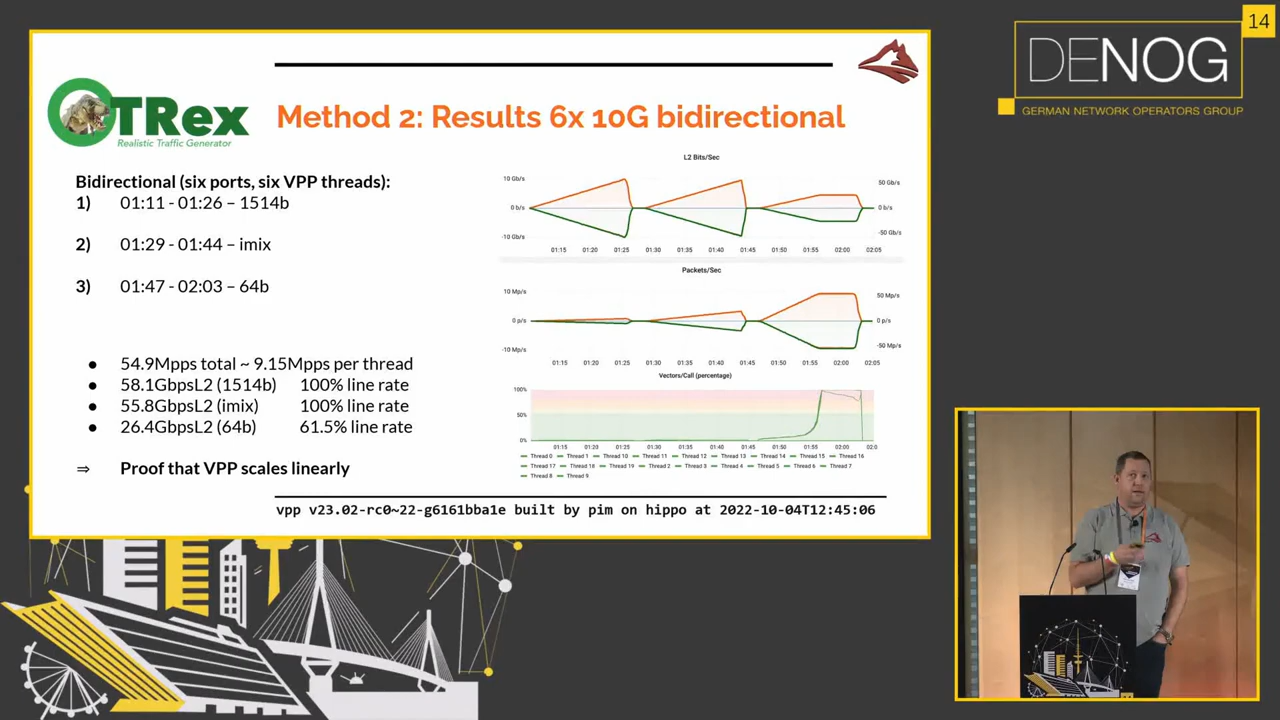 14
DENOG
GERMAN NETWORK OPERATORS GROUP
TRex
Realistic Traffic Generator
Method 2: Results 6x 10G bidirectional
Bidirectional (six ports, six VPP threads):
1) 01:11 - 01:26 – 1514b
2) 01:29 - 01:44 – imix
3) 01:47 - 02:03 – 64b
● 54.9Mpps total ~ 9.15Mpps per thread
● 58.1GbpsL2 (1514b) 100% line rate
● 55.8GbpsL2 (imix) 100% line rate
● 26.4GbpsL2 (64b) 61.5% line rate
⇒ Proof that VPP scales linearly
L2 Bits/Sec
10 Gb/s 50 Gb/s
0 b/s 0 b/s
-10 Gb/s -50 Gb/s
01:15 01:20 01:25 01:30 01:35 01:40 01:45 01:50 01:55 02:00 02:05
Packets/Sec
10 Mp/s 50 Mp/s
0 p/s 0 p/s
-10 Mp/s -50 Mp/s
01:15 01:20 01:25 01:30 01:35 01:40 01:45 01:50 01:55 02:00 02:05
Vectors/Call (percentage)
100%
50%
0%
01:15 01:20 01:25 01:30 01:35 01:40 01:45 01:50 01:55 02:00 02:0
Thread 0 Thread 1 Thread 10 Thread 11 Thread 12 Thread 13 Thread 14 Thread 15 Thread 16
Thread 17 Thread 18 Thread 19 Thread 2 Thread 3 Thread 4 Thread 5 Thread 6 Thread 7
Thread 8 Thread 9
vpp v23.02-rc0~22-g6161bba1e built by pim on hippo at 2022-10-04T12:45:06